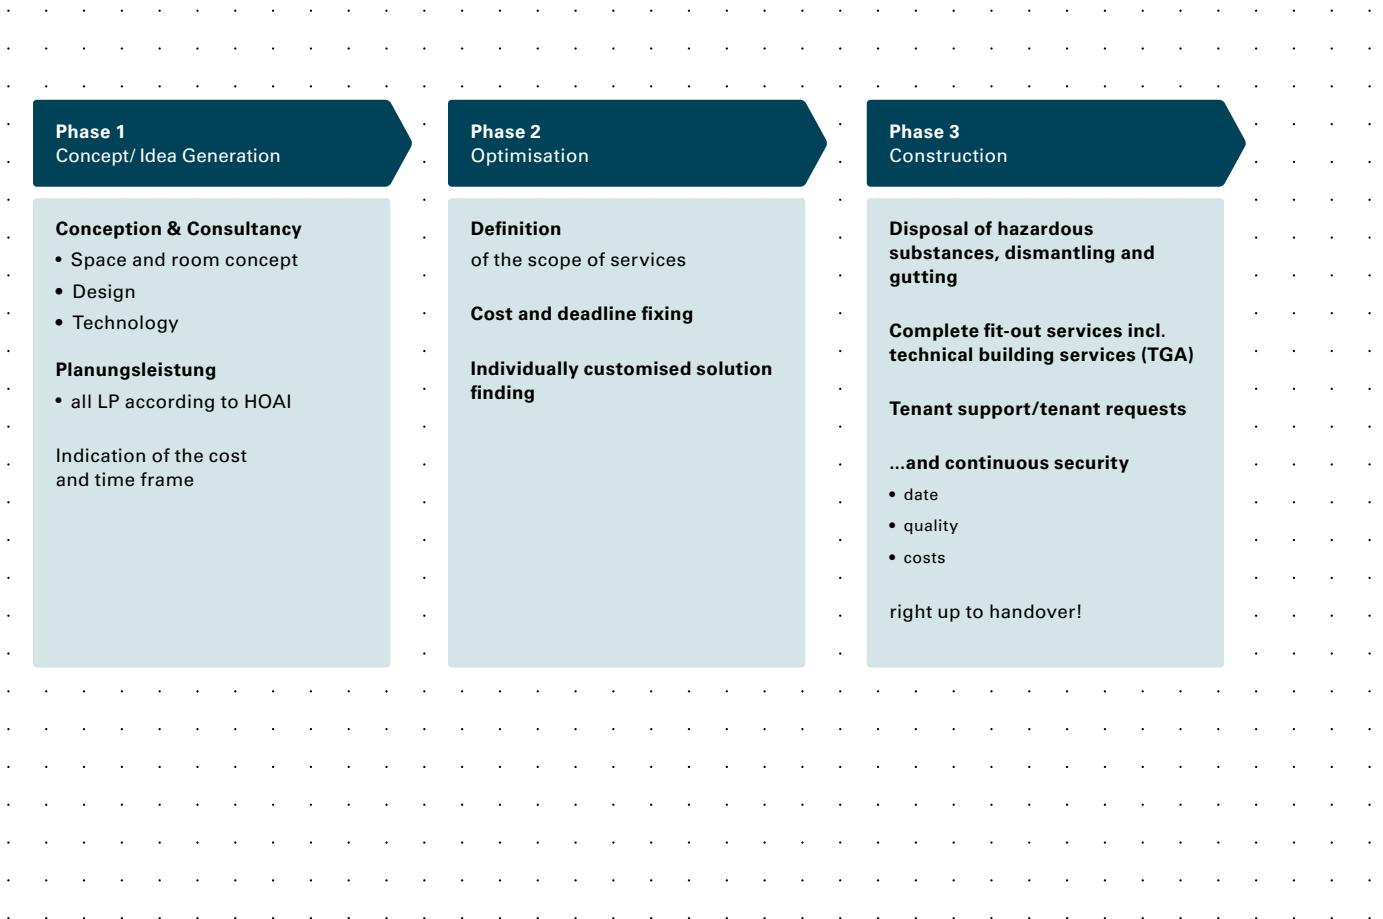 Phase 1
Concept/ Idea Generation
Conception & Consultancy
• Space and room concept
• Design
• Technology
Planungsleistung
• all LP according to HOAI
Indication of the cost
and time frame
Phase 2
Optimisation
Definition
of the scope of services
Cost and deadline fixing
Individually customised solution
finding
Phase 3
Construction
Disposal of hazardous
substances, dismantling and
gutting
Complete fit-out services incl.
technical building services (TGA)
Tenant support/tenant requests
...and continuous security
• date
• quality
• costs
right up to handover!